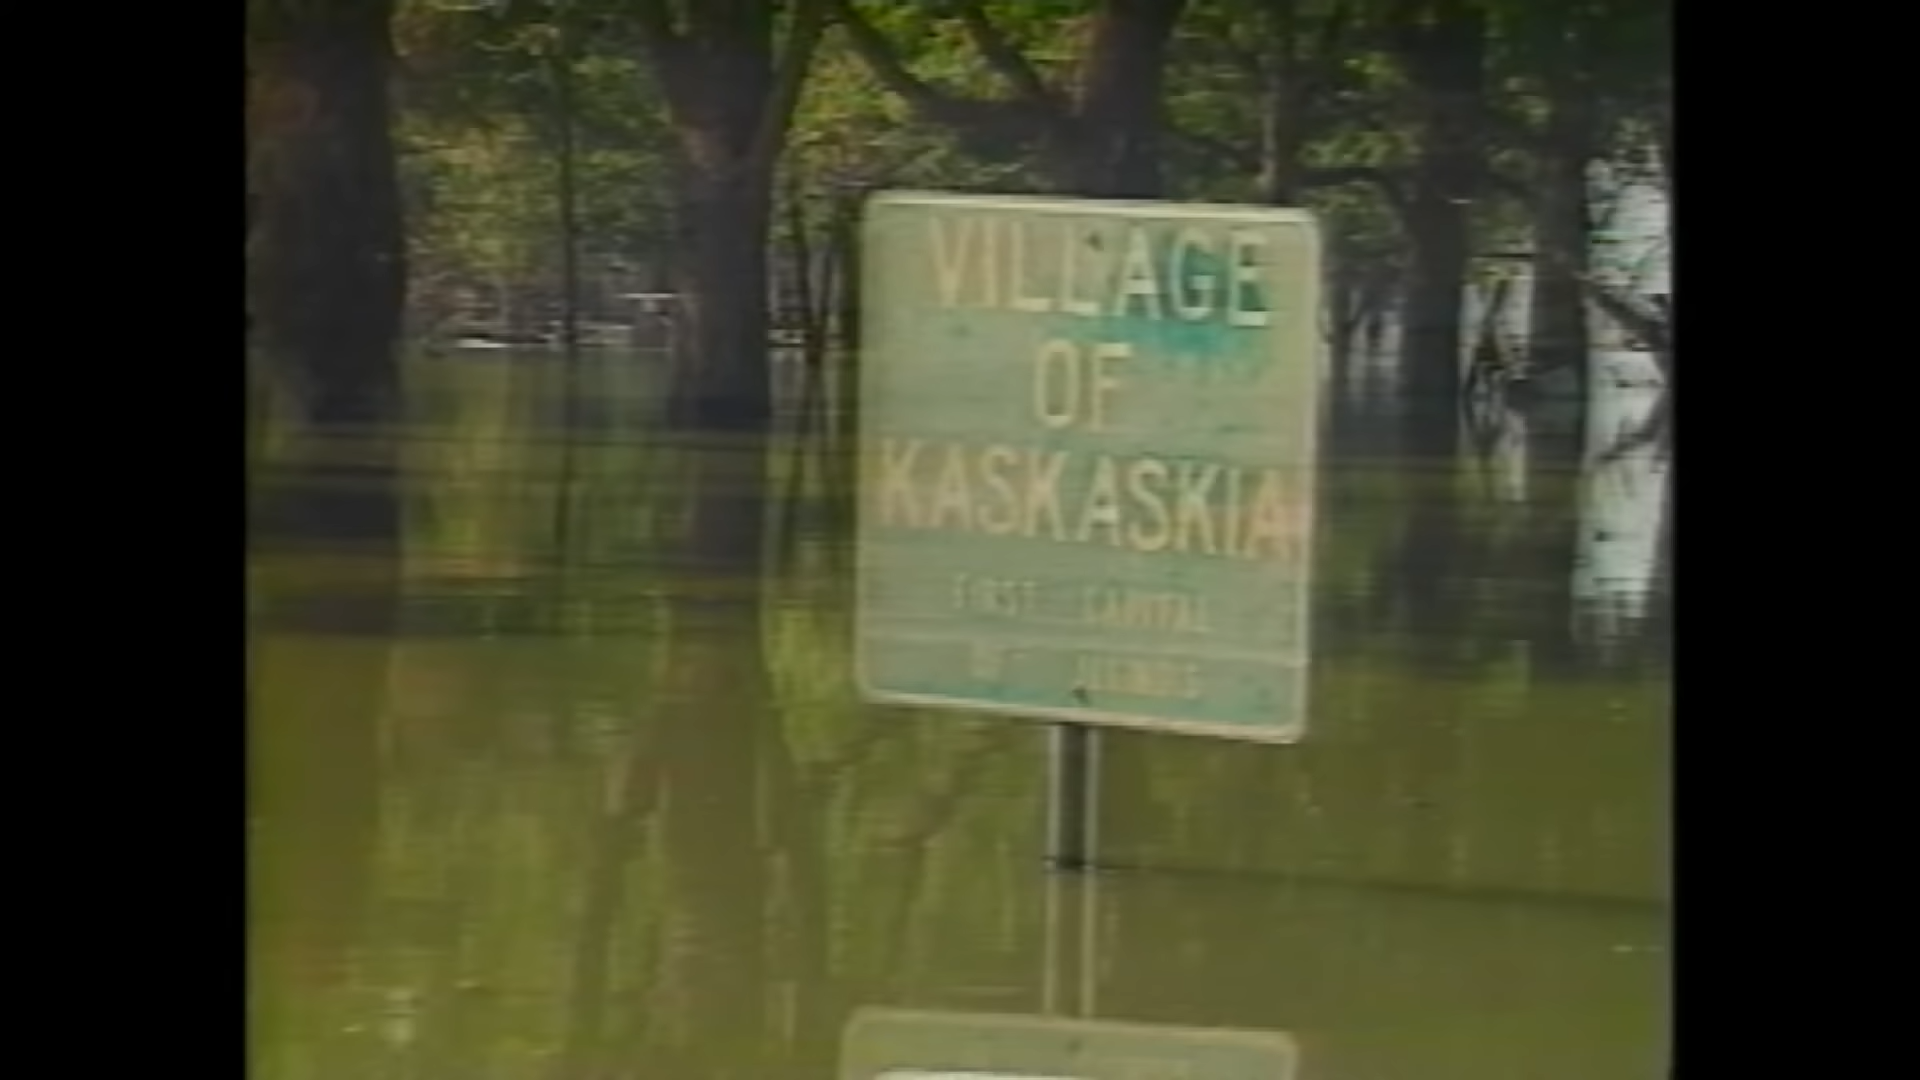 VILLAGE
OF
KASKASKIA
FIRST CAPITAL
OF ILLINOIS